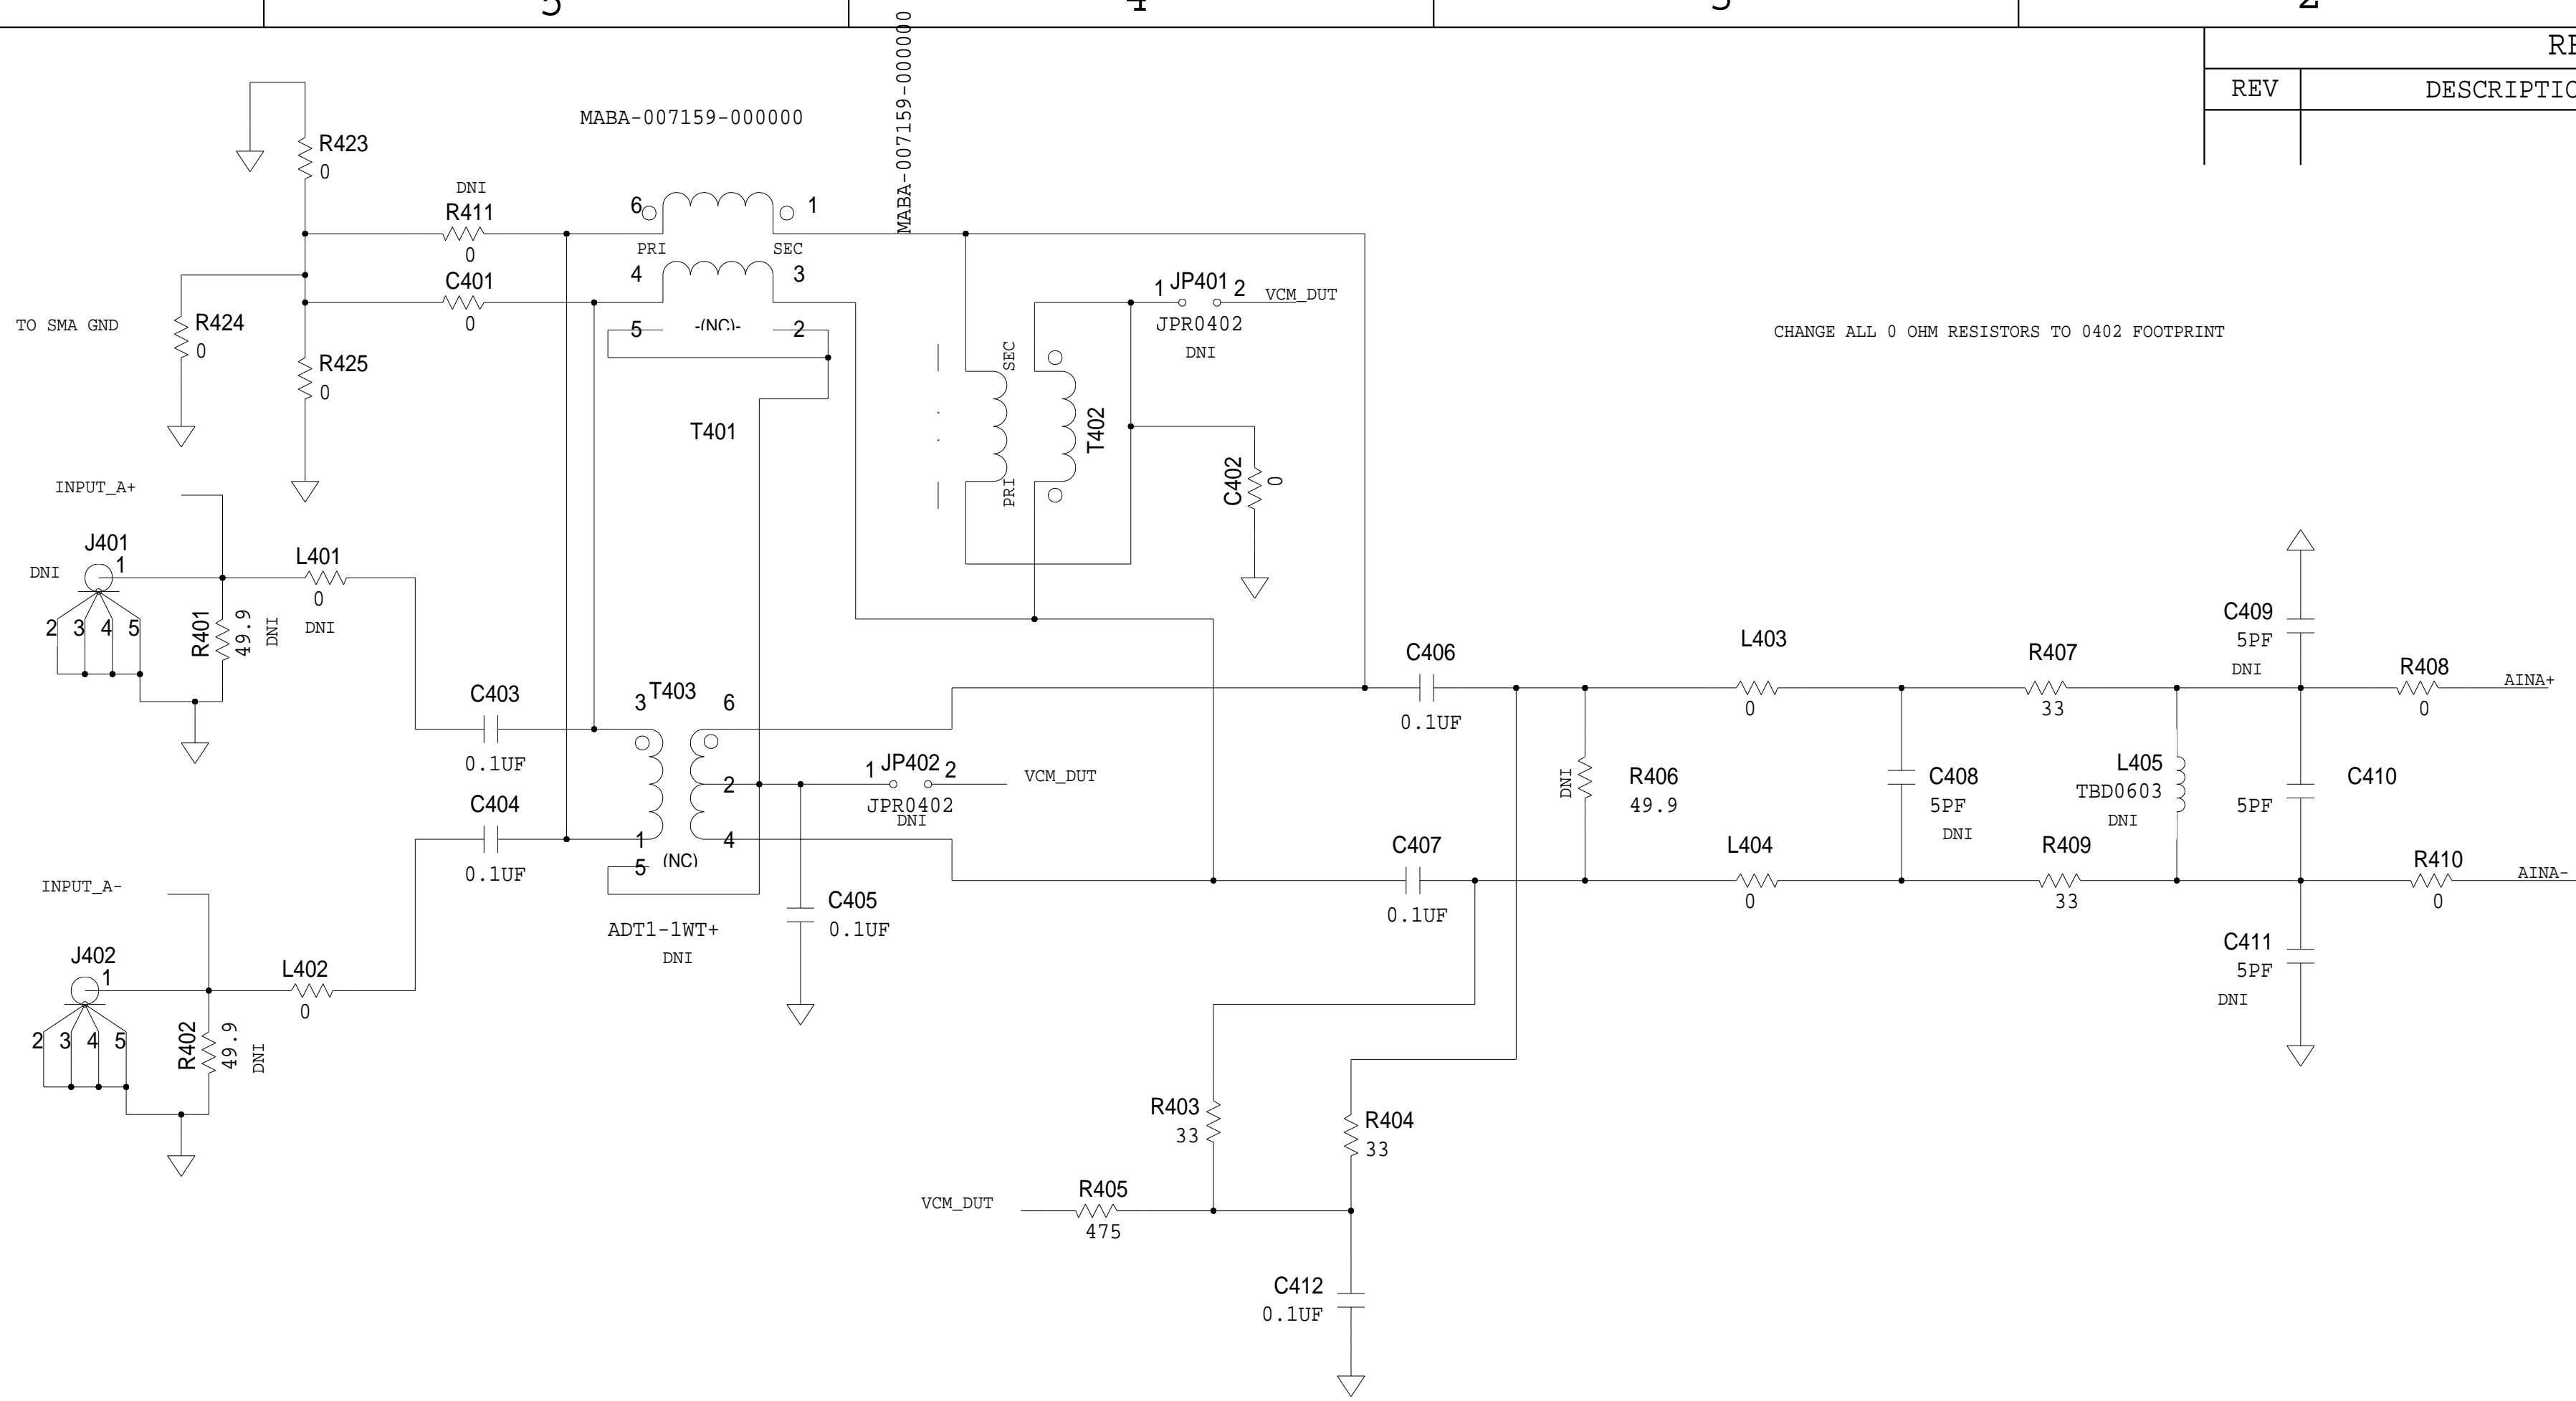 5
4
3
2
RE
REV
DESCRIPTIO
MABA-007159-000000
MABA-007159-000000
R423
0
DNI
R411
0
C401
0
6
1
PRI
SEC
4
3
5
-(NC)-
2
T401
TO SMA GND
R424
0
R425
0
1
JP401
2
VCM_DUT
JPR0402
DNI
SEC
PRI
T402
C402
0
CHANGE ALL 0 OHM RESISTORS TO 0402 FOOTPRINT
INPUT_A+
J401
1
DNI
2
3
4
5
R401
49.9
DNI
L401
0
DNI
C403
0.1UF
C404
0.1UF
3
T403
6
2
1
4
5
(NC)
ADT1-1WT+
DNI
1
JP402
2
VCM_DUT
JPR0402
DNI
C405
0.1UF
INPUT_A-
J402
1
2
3
4
5
R402
49.9
DNI
L402
0
C406
0.1UF
C407
0.1UF
DNI
R406
49.9
L403
0
L404
0
C408
5PF
DNI
R407
33
R409
33
L405
TBD0603
DNI
C409
5PF
DNI
5PF
C410
C411
5PF
DNI
R408
0
AINA+
R410
0
AINA-
R403
33
R404
33
VCM_DUT
R405
475
C412
0.1UF